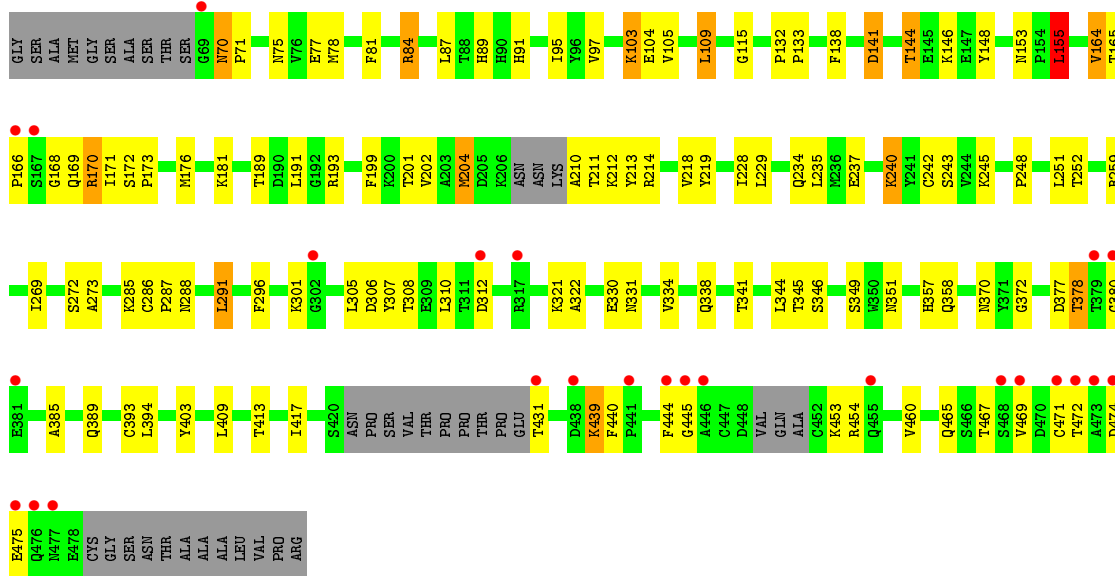 GLY SER ALA MET GLY SER ALA SER THR SER G69 N70 P71 N75 V76 E77 M78 F81 R84 L87 T88 H89 H90 H91 I95 Y96 V97 K103 E104 V105 L109 G115 P132 P133 F138 D141 T144 E145 K146 E147 Y148 N153 P154 L155 V164 T165
P166 S167 G168 Q169 R170 I171 S172 P173 M176 K181 T189 D190 L191 G192 R193 F199 K200 T201 V202 A203 M204 D205 K206 ASN ASN LYS A210 T211 K212 Y213 R214 V218 Y219 I228 L229 Q234 L235 M236 E237 K240 Y241 C242 S243 V244 K245 P248 L251 T252
I269 S272 A273 K285 C286 P287 N288 L291 F296 K301 G302 L305 D306 Y307 T308 E309 L310 T311 D312 R317 K321 A322 E330 N331 V334 Q338 T341 L344 T345 S346 S349 W350 N351 H357 Q358 N370 Y371 G372 D377 T378 T379
E381 A385 Q389 C393 L394 Y403 L409 T413 I417 S420 ASN PRO SER VAL THR PRO PRO THR PRO GLU T431 D438 K439 F440 P441 F444 G445 A446 C447 D448 VAL GLN ALA C452 K453 R454 Q455 V460 Q465 S466 T467 S468 V469 D470 C471 T472 A473 D474
E475 Q476 N477 E478 CYS GLY SER ASN THR ALA ALA ALA LEU VAL PRO ARG